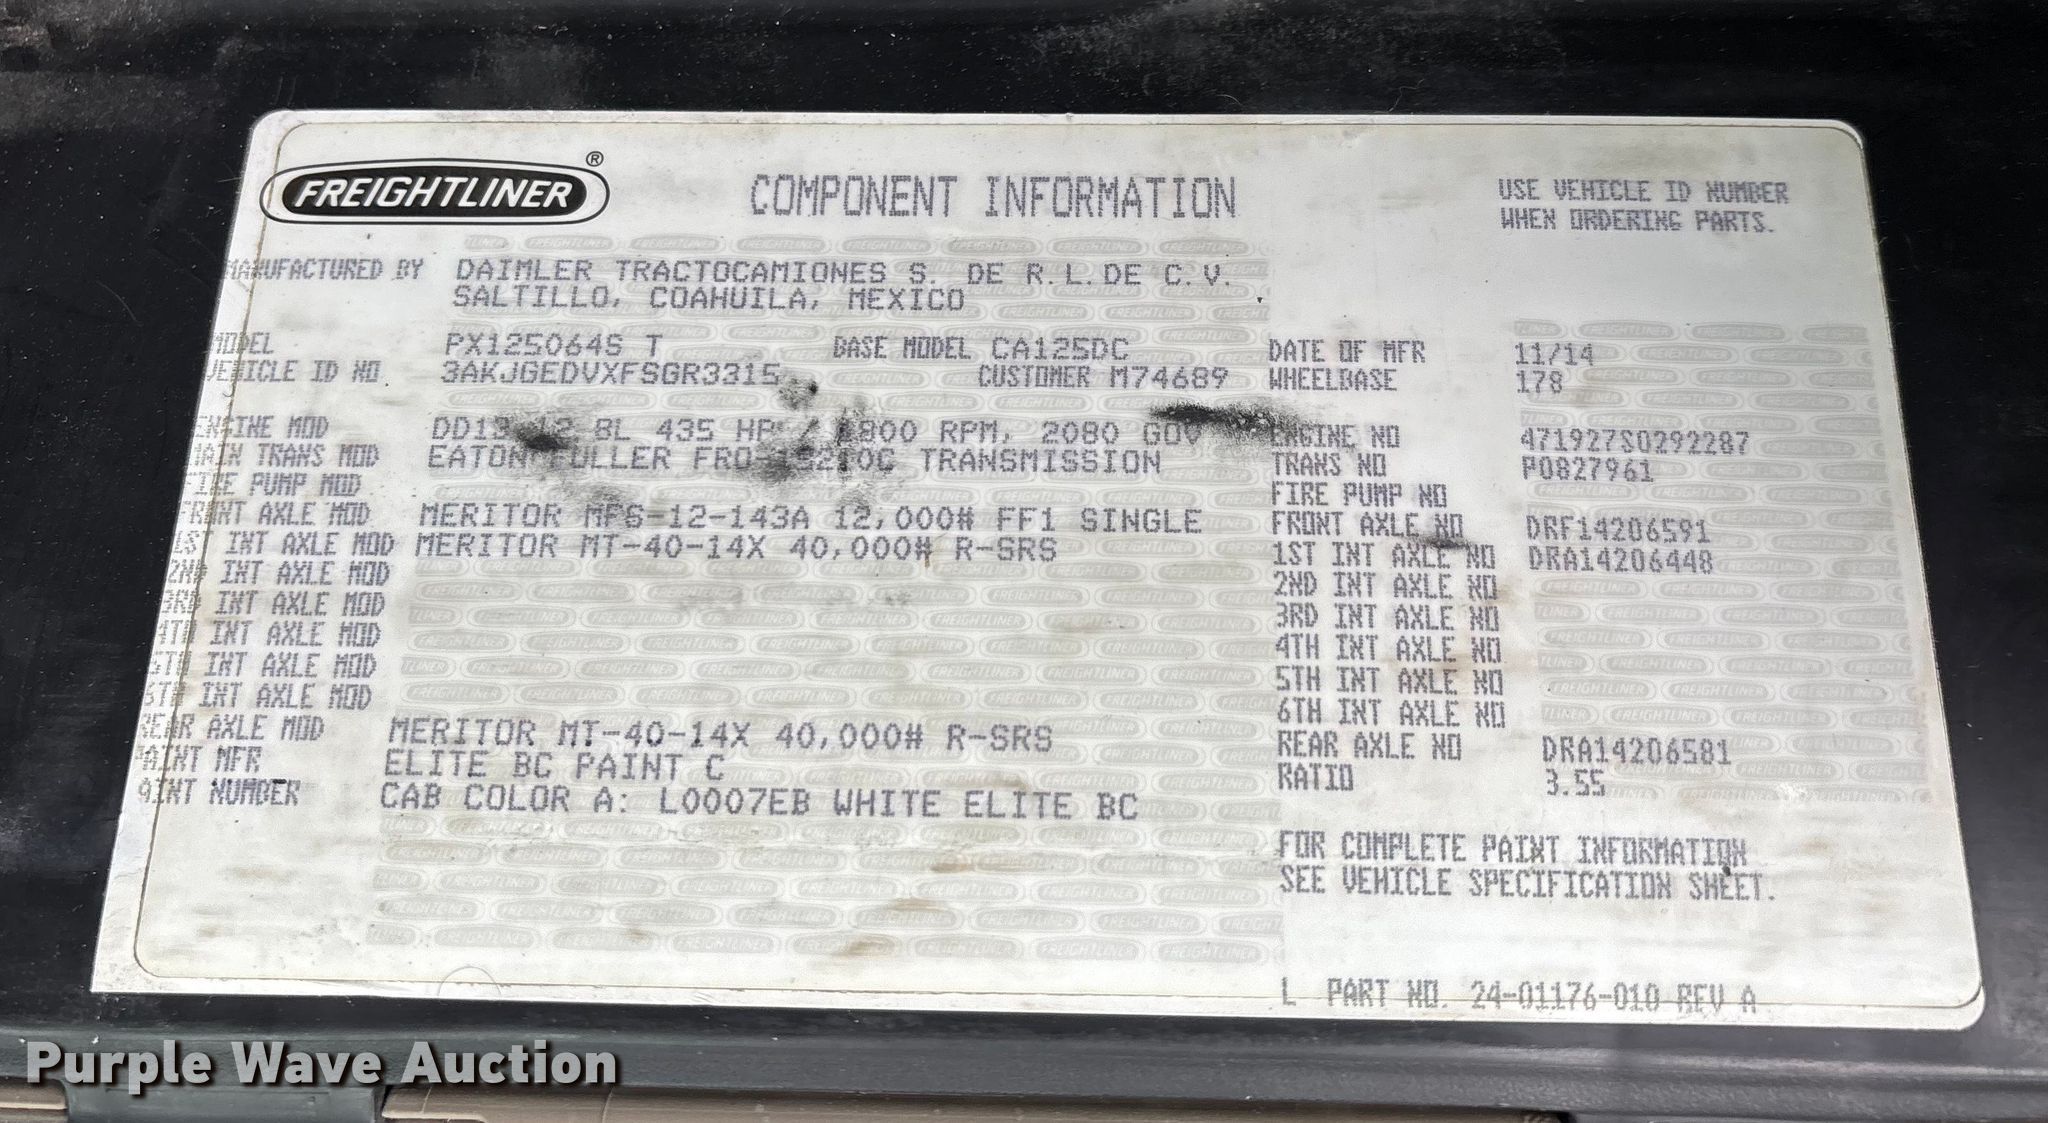 FREIGHTLINER®
COMPONENT INFORMATION
USE VEHICLE ID NUMBER
WHEN ORDERING PARTS.
MANUFACTURED BY DAIMLER TRACTOCAMIONES S. DE R.L. DE C.V.
SALTILLO, COAHUILA, MEXICO
MODEL PX125064S T BASE MODEL CA125DC DATE OF MFR 11/14
VEHICLE ID NO 3AKJGEDVXFSGR3315 CUSTOMER M74689 WHEELBASE 178
ENGINE MOD DD13 8L 435 HP 1800 RPM, 2080 GOV ENGINE NO 471927S0292287
MAIN TRANS MOD EATON FULLER TRANSMISSION TRANS NO P0827961
FIRE PUMP MOD FIRE PUMP NO
FRNT AXLE MOD MERITOR MFS-12-143A 12,000# FF1 SINGLE FRONT AXLE NO DRF14206591
1ST INT AXLE MOD MERITOR MT-40-14X 40,000# R-SRS 1ST INT AXLE NO DRA14206448
2ND INT AXLE MOD 2ND INT AXLE NO
3RD INT AXLE MOD 3RD INT AXLE NO
4TH INT AXLE MOD 4TH INT AXLE NO
5TH INT AXLE MOD 5TH INT AXLE NO
6TH INT AXLE MOD 6TH INT AXLE NO
REAR AXLE MOD MERITOR MT-40-14X 40,000# R-SRS REAR AXLE NO DRA14206581
PAINT MFR ELITE BC PAINT C RATIO 3.55
PAINT NUMBER CAB COLOR A: L0007EB WHITE ELITE BC
FOR COMPLETE PAINT INFORMATION
SEE VEHICLE SPECIFICATION SHEET.
L PART NO. 24-01176-010 REV A
Purple Wave Auction